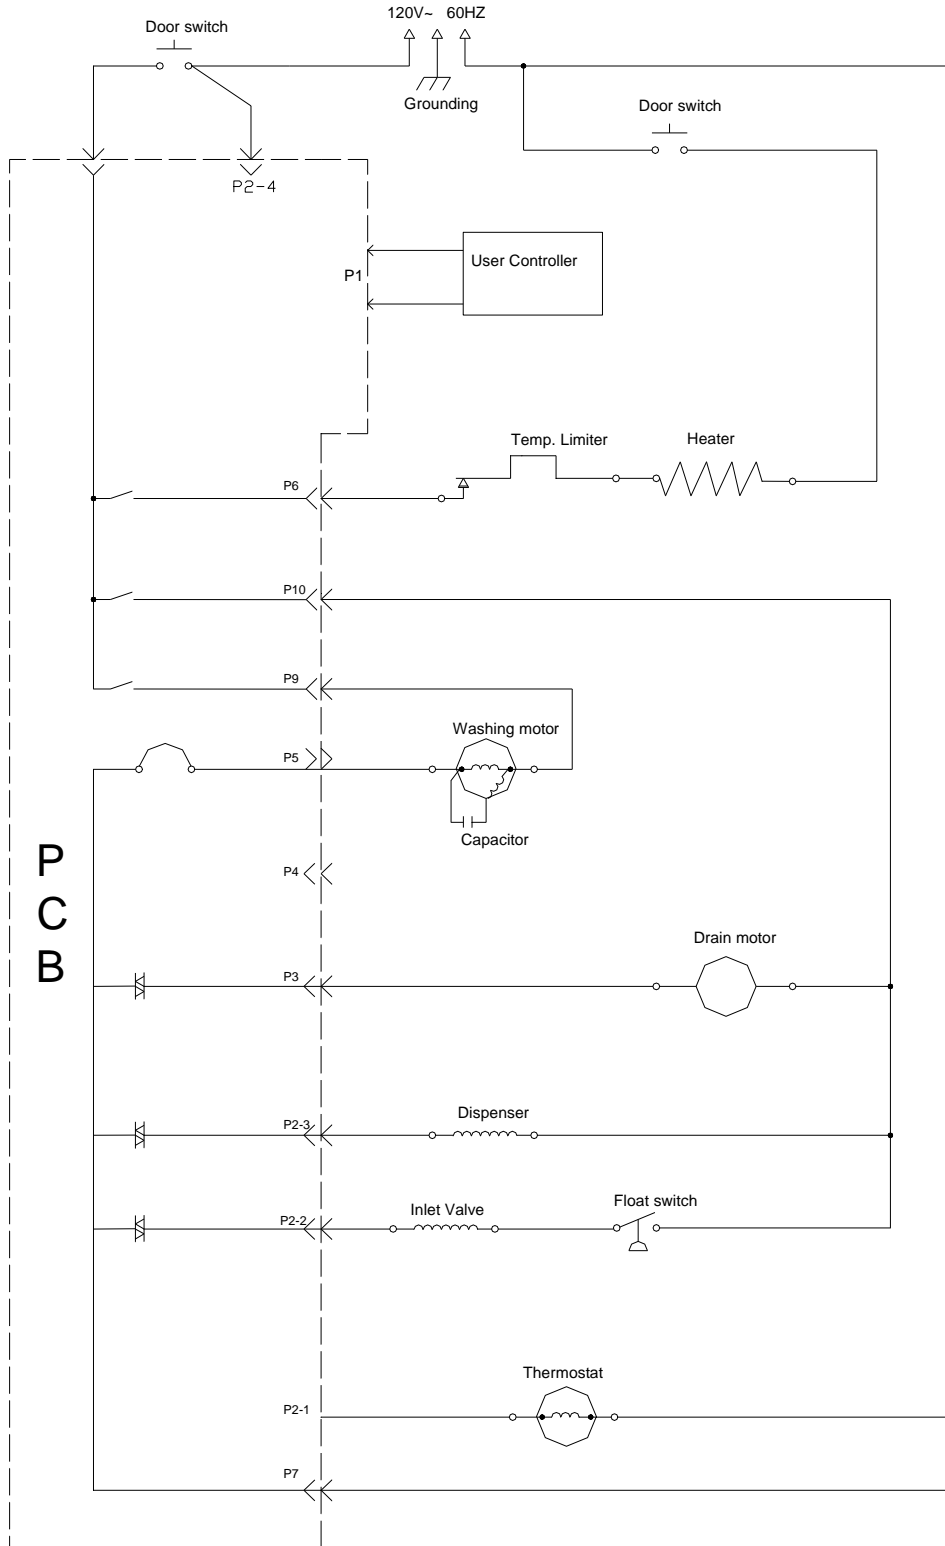 120V~ 60HZ
Door switch
Grounding
Door switch
P2-4
User Controller
P1
Temp. Limiter
Heater
P6
P10
P9
Washing motor
P5
Capacitor
P
C
B
P4
Drain motor
P3
Dispenser
P2-3
Float switch
Inlet Valve
P2-2
Thermostat
P2-1
P7